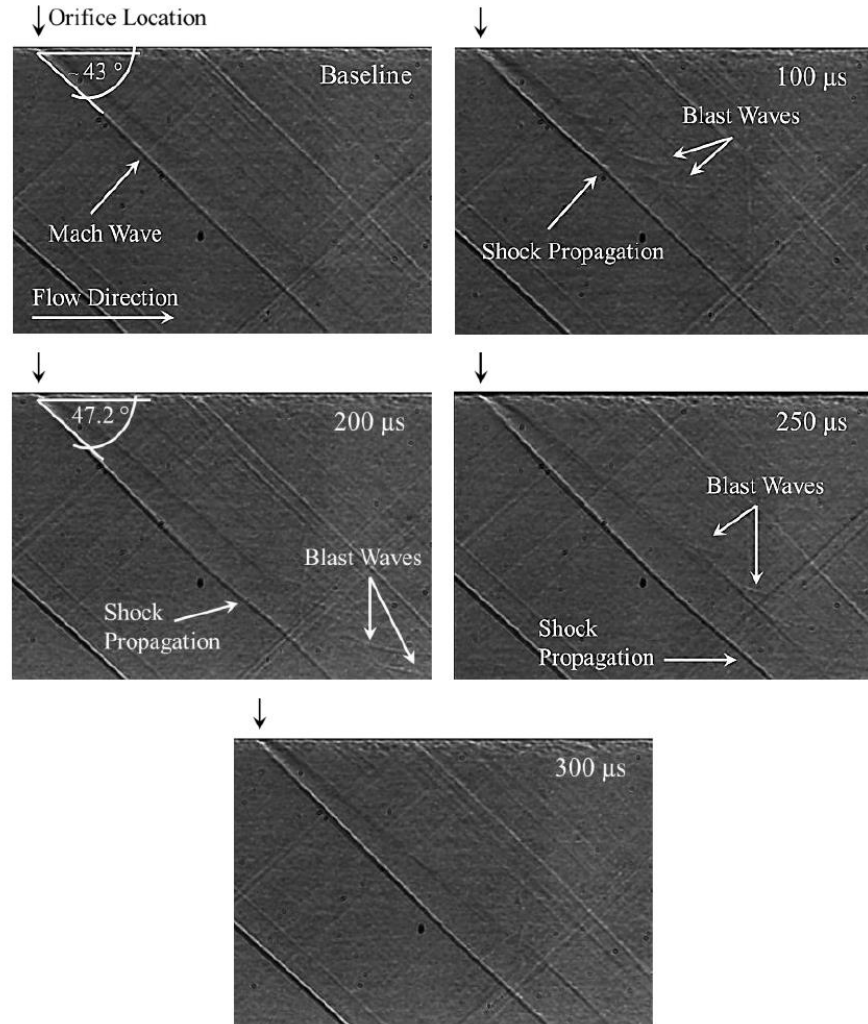 Orifice Location
~ 43 °
Baseline
Mach Wave
Flow Direction
100 μs
Blast Waves
Shock Propagation
47.2 °
200 μs
Blast Waves
Shock
Propagation
250 μs
Blast Waves
Shock
Propagation
300 μs